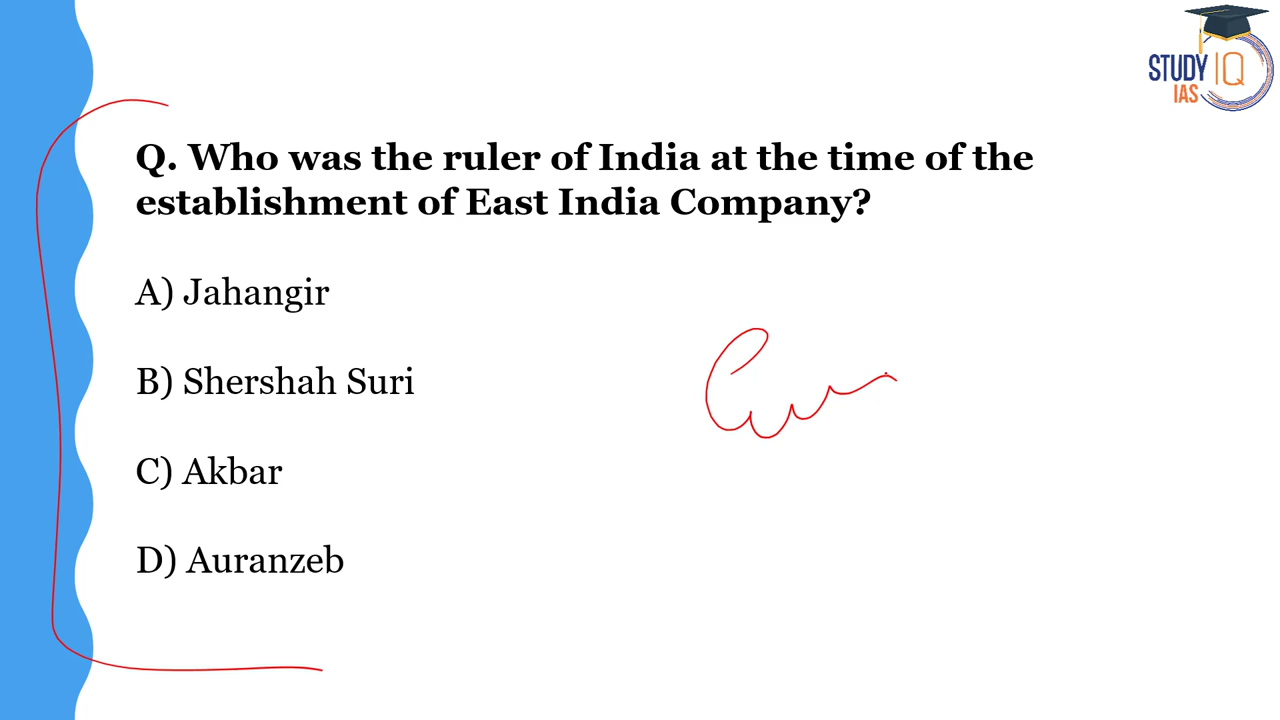 STUDY IQ
IAS
Q. Who was the ruler of India at the time of the
establishment of East India Company?
A) Jahangir
B) Shershah Suri
C) Akbar
D) Auranzeb